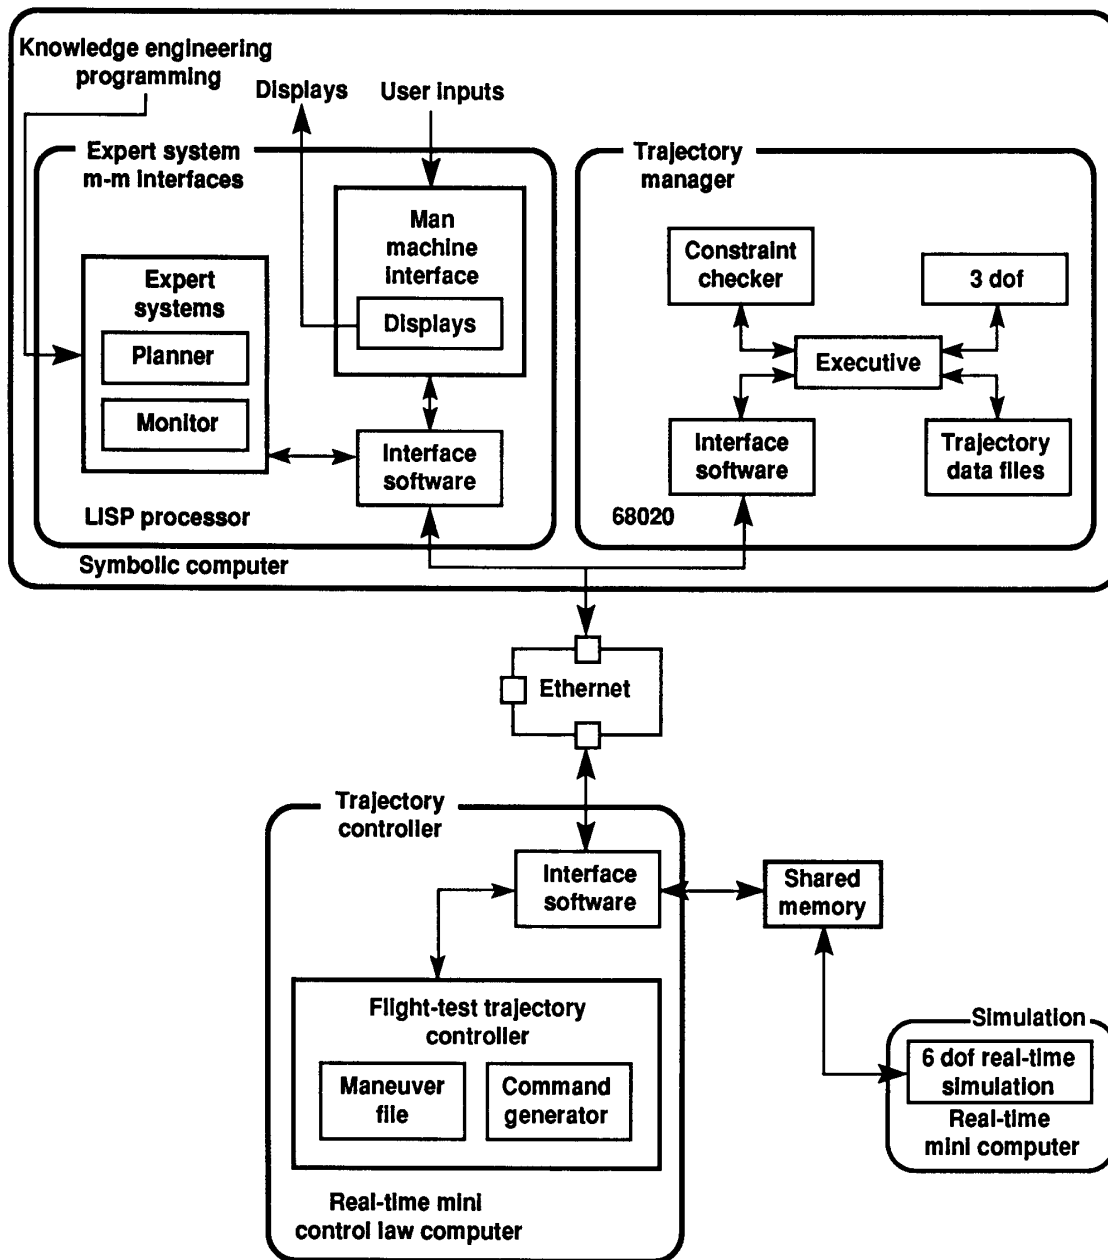 Knowledge engineering
programming
Displays
User inputs
Expert system
m-m interfaces
Man
machine
interface
Displays
Expert
systems
Planner
Monitor
Interface
software
LISP processor
Symbolic computer
Trajectory
manager
Constraint
checker
3 dof
Executive
Interface
software
Trajectory
data files
68020
Ethernet
Trajectory
controller
Interface
software
Shared
memory
Flight-test trajectory
controller
Maneuver
file
Command
generator
Real-time mini
control law computer
Simulation
6 dof real-time
simulation
Real-time
mini computer